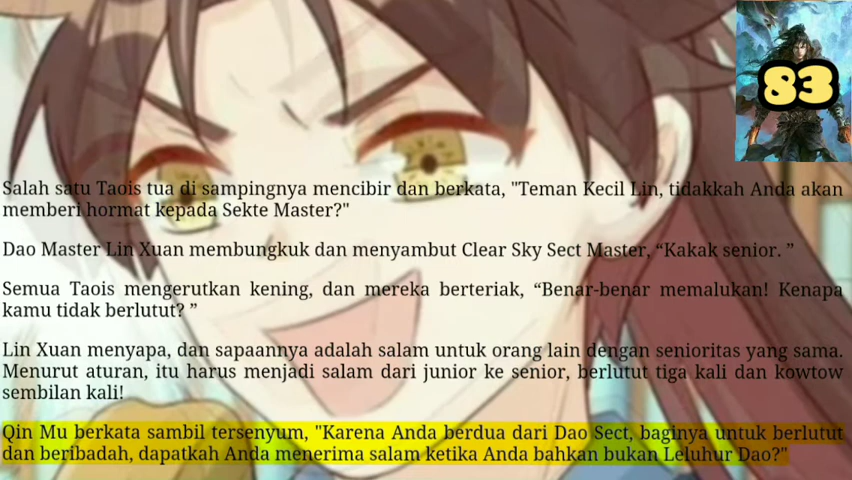 83
Salah satu Taois tua di sampingnya mencibir dan berkata, "Teman Kecil Lin, tidakkah Anda akan
memberi hormat kepada Sekte Master?"
Dao Master Lin Xuan membungkuk dan menyambut Clear Sky Sect Master, “Kakak senior. ”
Semua Taois mengerutkan kening, dan mereka berteriak, “Benar-benar memalukan! Kenapa
kamu tidak berlutut? ”
Lin Xuan menyapa, dan sapaannya adalah salam untuk orang lain dengan senioritas yang sama.
Menurut aturan, itu harus menjadi salam dari junior ke senior, berlutut tiga kali dan kowtow
sembilan kali!
Qin Mu berkata sambil tersenyum, "Karena Anda berdua dari Dao Sect, baginya untuk berlutut
dan beribadah, dapatkah Anda menerima salam ketika Anda bahkan bukan Leluhur Dao?"